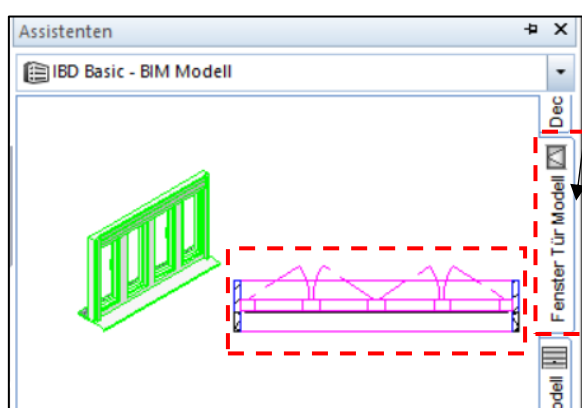 Assistenten
IBD Basic - BIM Modell
Dec
Fenster Tür Modell
odell